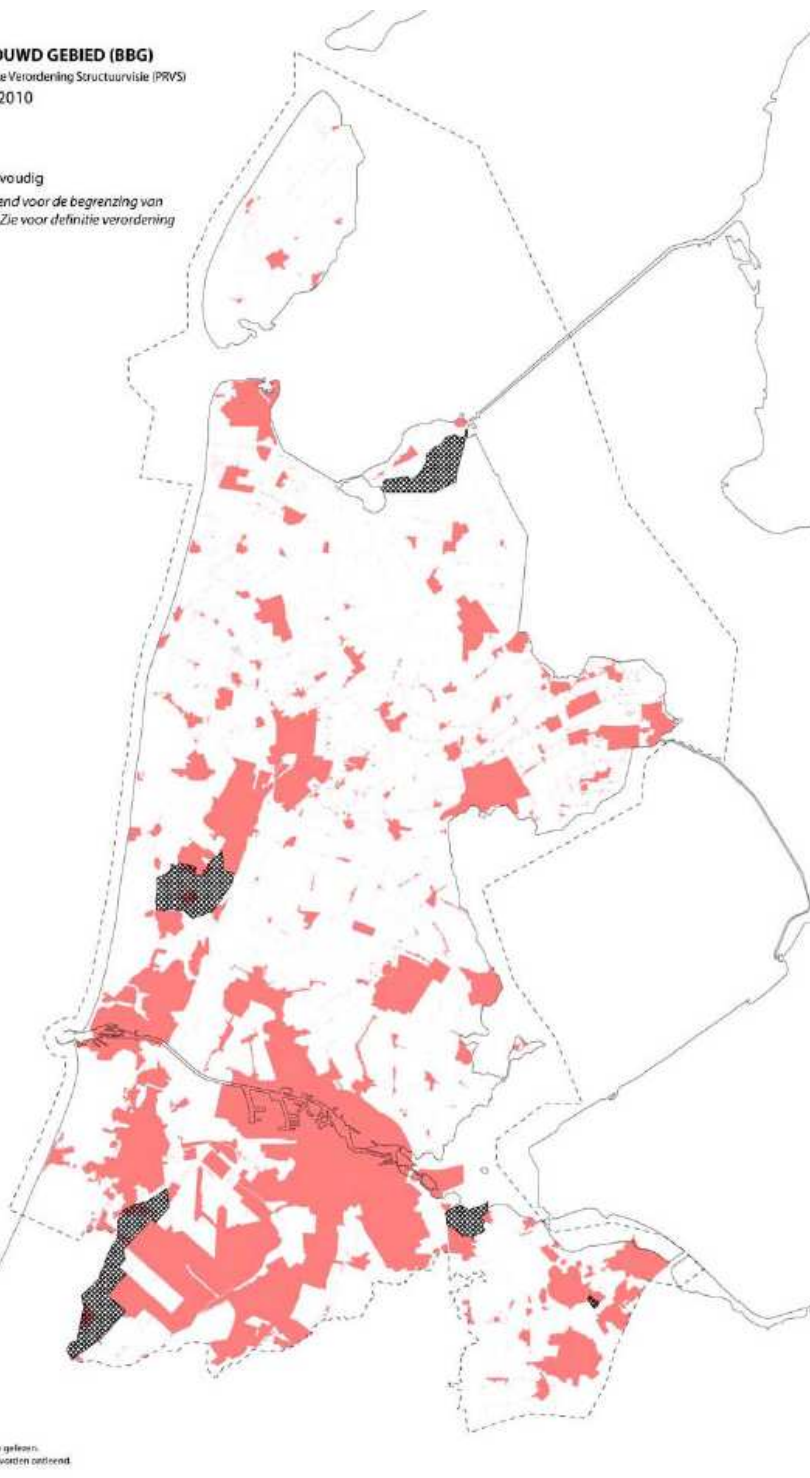 OUWD GEBIED (BBG)
e Verordening Structuurvisie (PRVS)
2010
voudig
end voor de begrenzing van
Zie voor definitie verordening
gelezen.
worden ontleend.